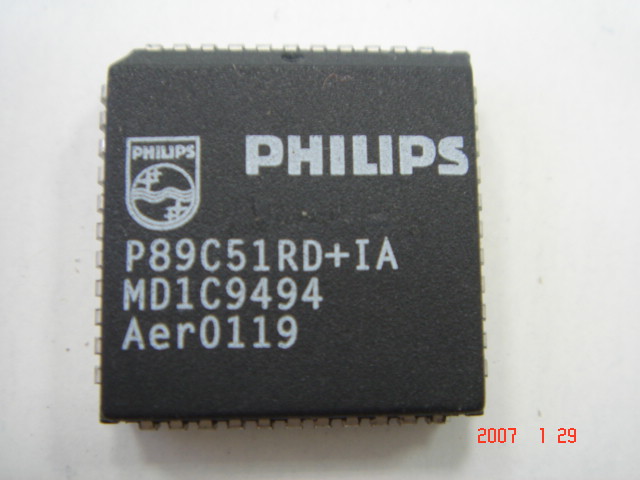 PHILIPS
PHILIPS
P89C51RD+IA
MD1C9494
Aer0119
2007 1 29